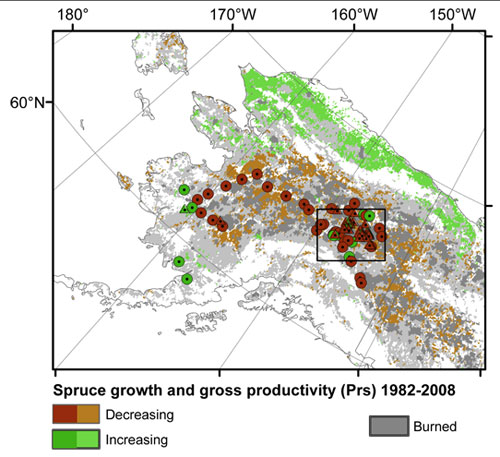 180° 170°W 160°W 150°W
60°N
Spruce growth and gross productivity (Prs) 1982-2008
Decreasing
Increasing
Burned